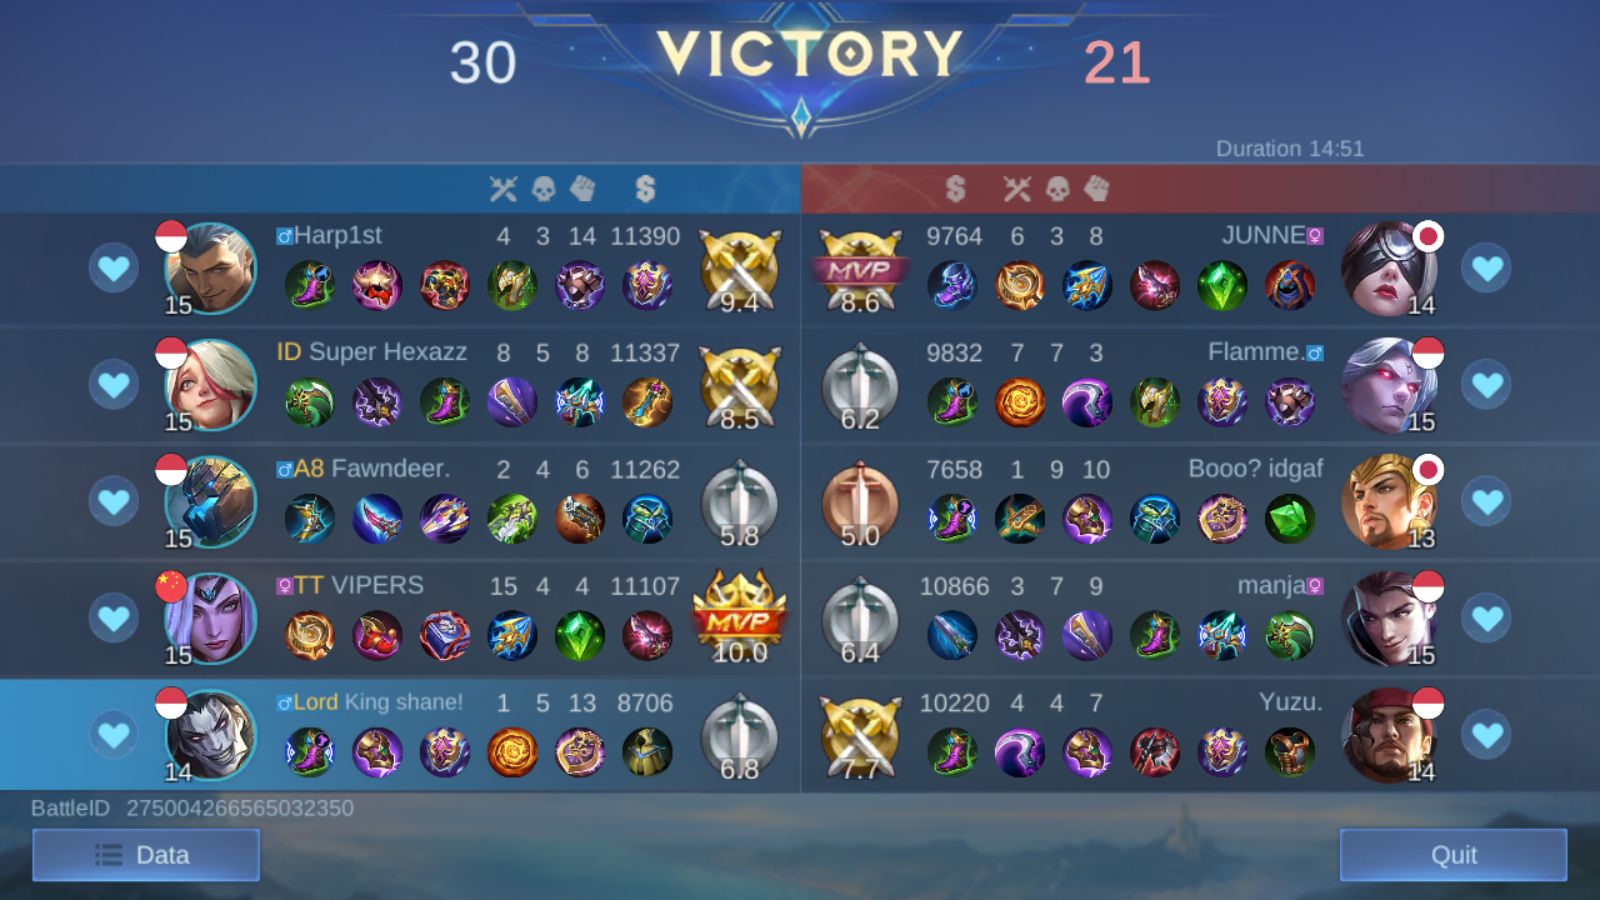 30 VICTORY 21
Duration 14:51
Harp1st 4 3 14 11390
15 9.4
MVP 9764 6 3 8 JUNNE
8.6 14
ID Super Hexazz 8 5 8 11337
15 8.5
9832 7 7 3 Flamme.
6.2 15
A8 Fawndeer. 2 4 6 11262
15 5.8
7658 1 9 10 Booo? idgaf
5.0 13
TT VIPERS 15 4 4 11107
15 MVP 10.0
10866 3 7 9 manja
6.4 15
Lord King shane! 1 5 13 8706
14 6.8
10220 4 4 7 Yuzu.
7.7 14
BattleID 275004266565032350
Data Quit